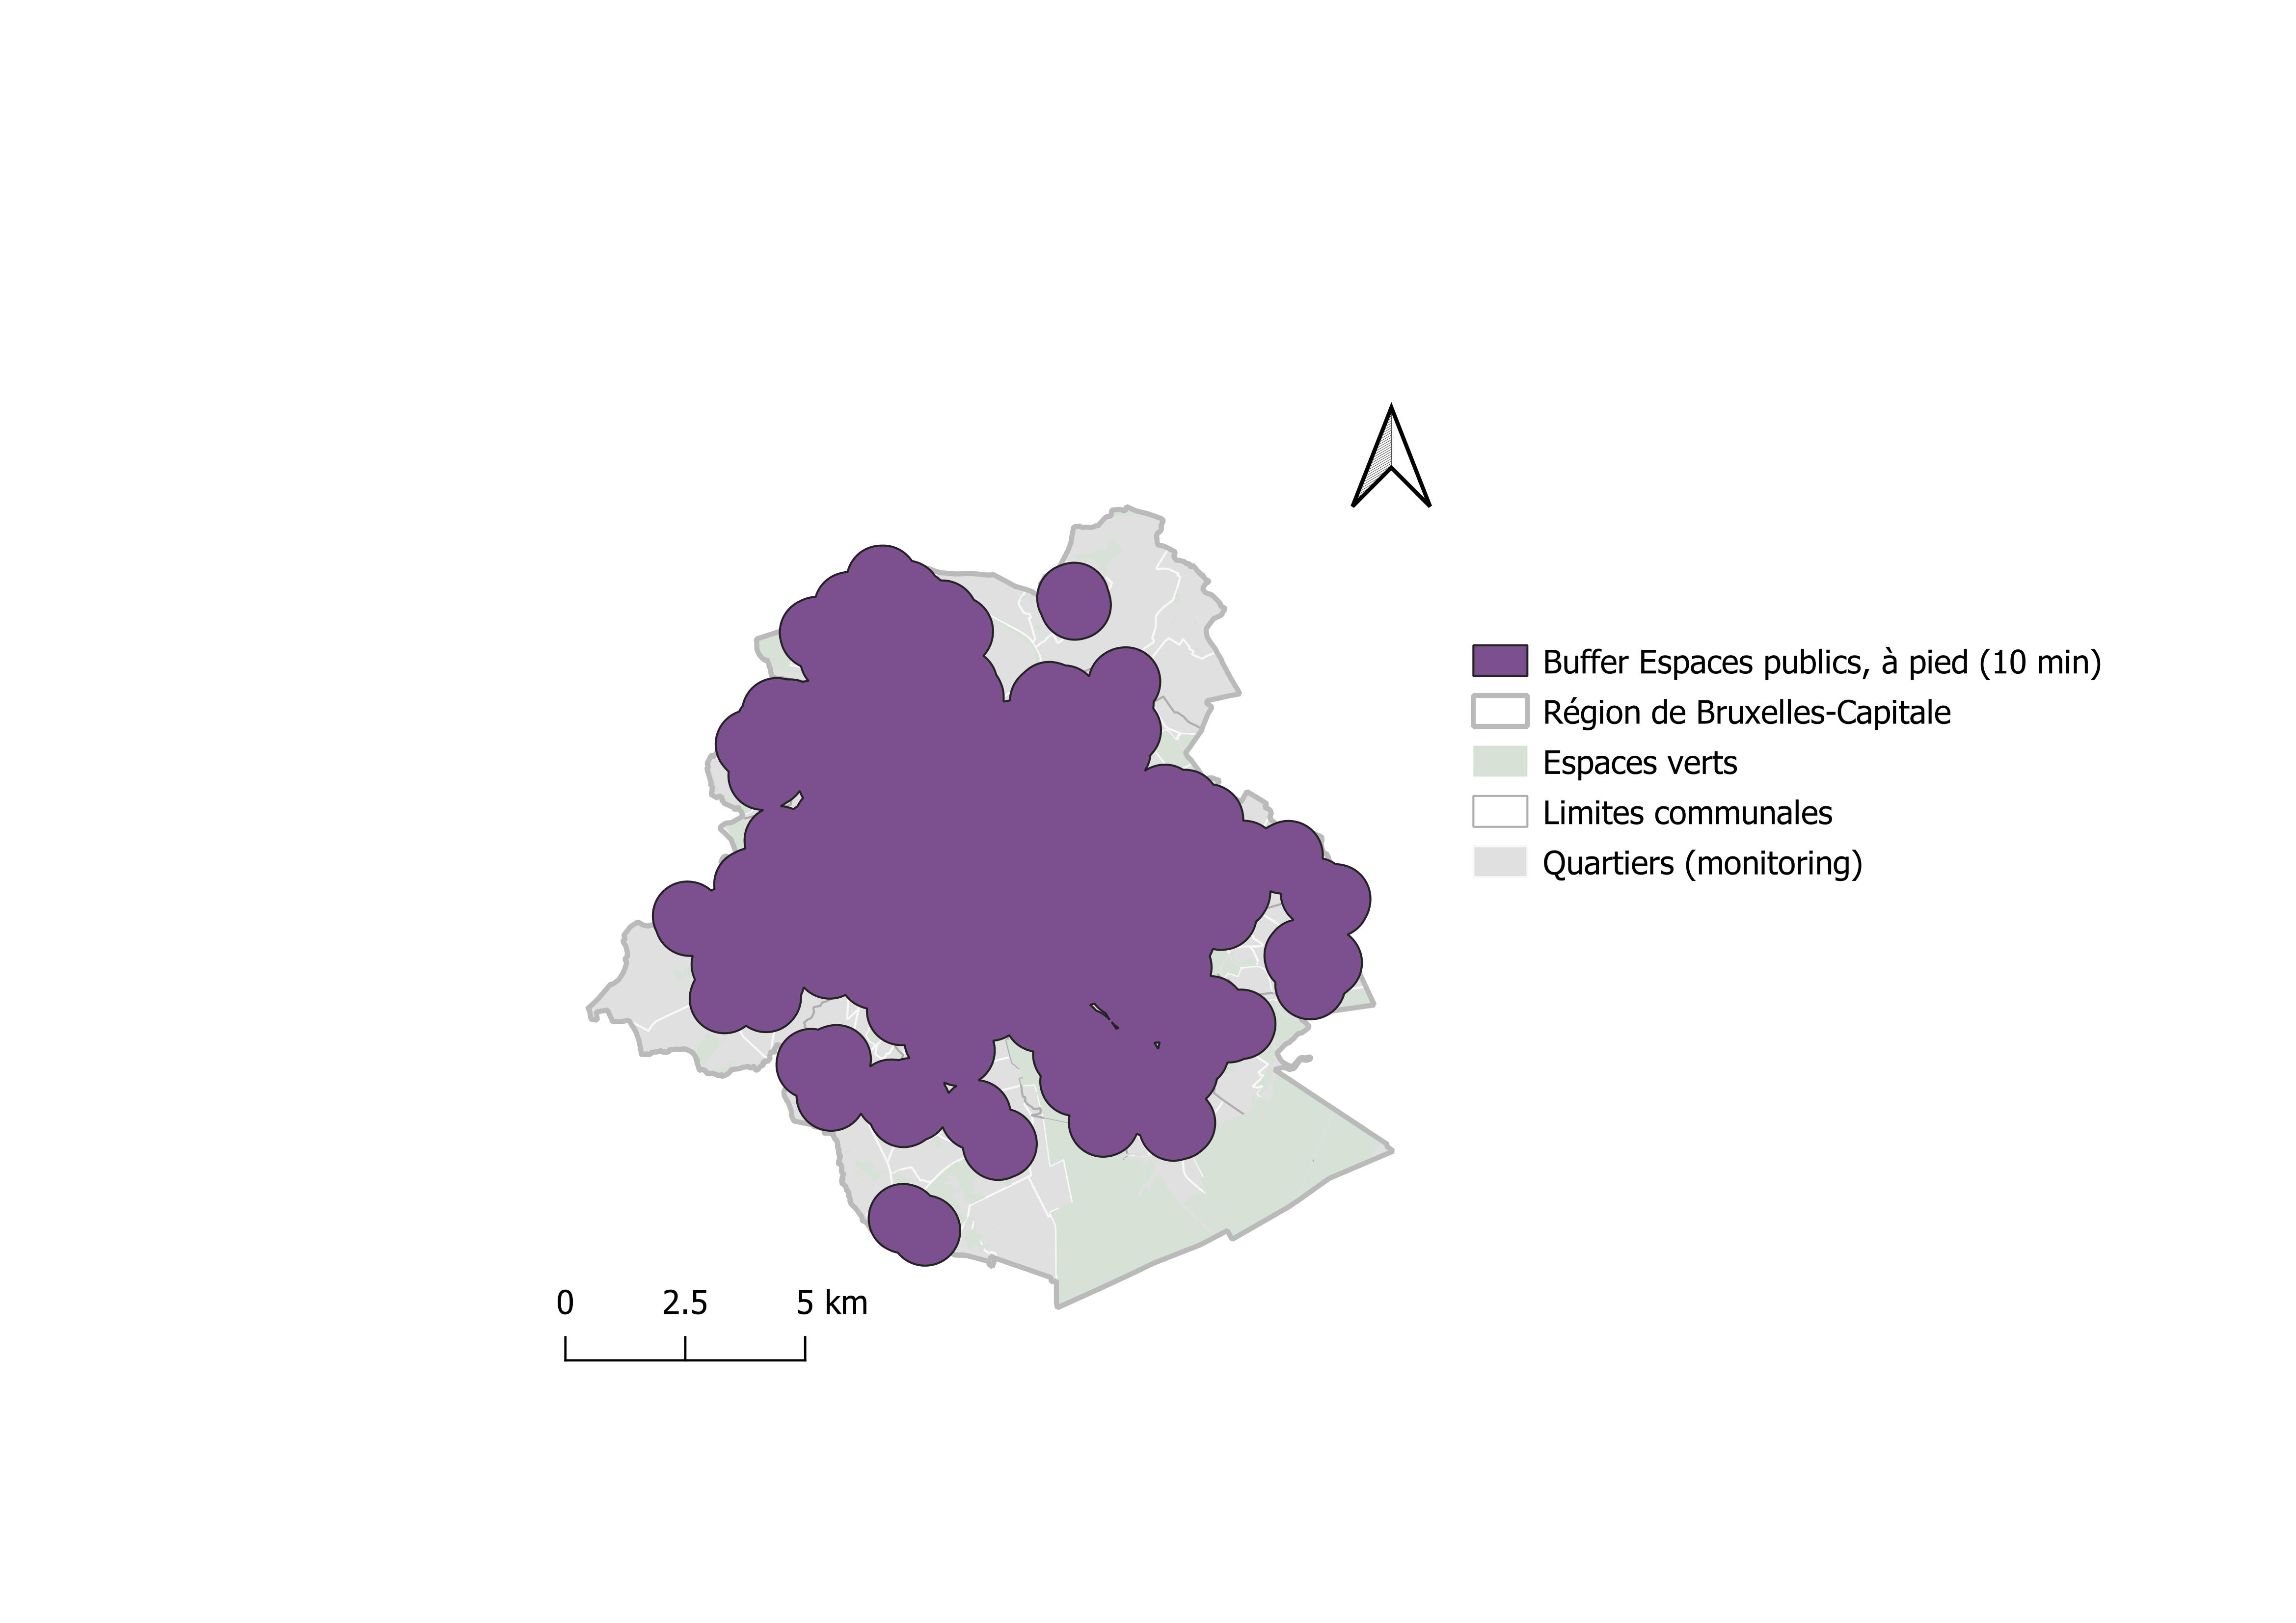 Buffer Espaces publics, à pied (10 min)
Région de Bruxelles-Capitale
Espaces verts
Limites communales
Quartiers (monitoring)
0 2.5 5 km